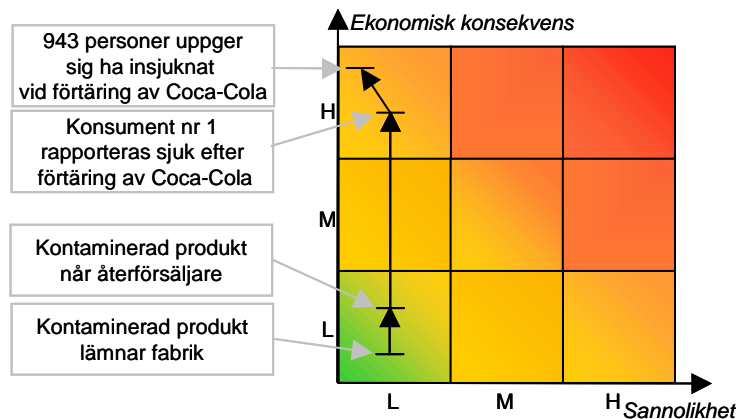 Ekonomisk konsekvens
943 personer uppger
sig ha insjuknat
vid förtäring av Coca-Cola
H
Konsument nr 1
rapporteras sjuk efter
förtäring av Coca-Cola
M
Kontaminerad produkt
når återförsäljare
L
Kontaminerad produkt
lämnar fabrik
L
M
H
Sannolikhet